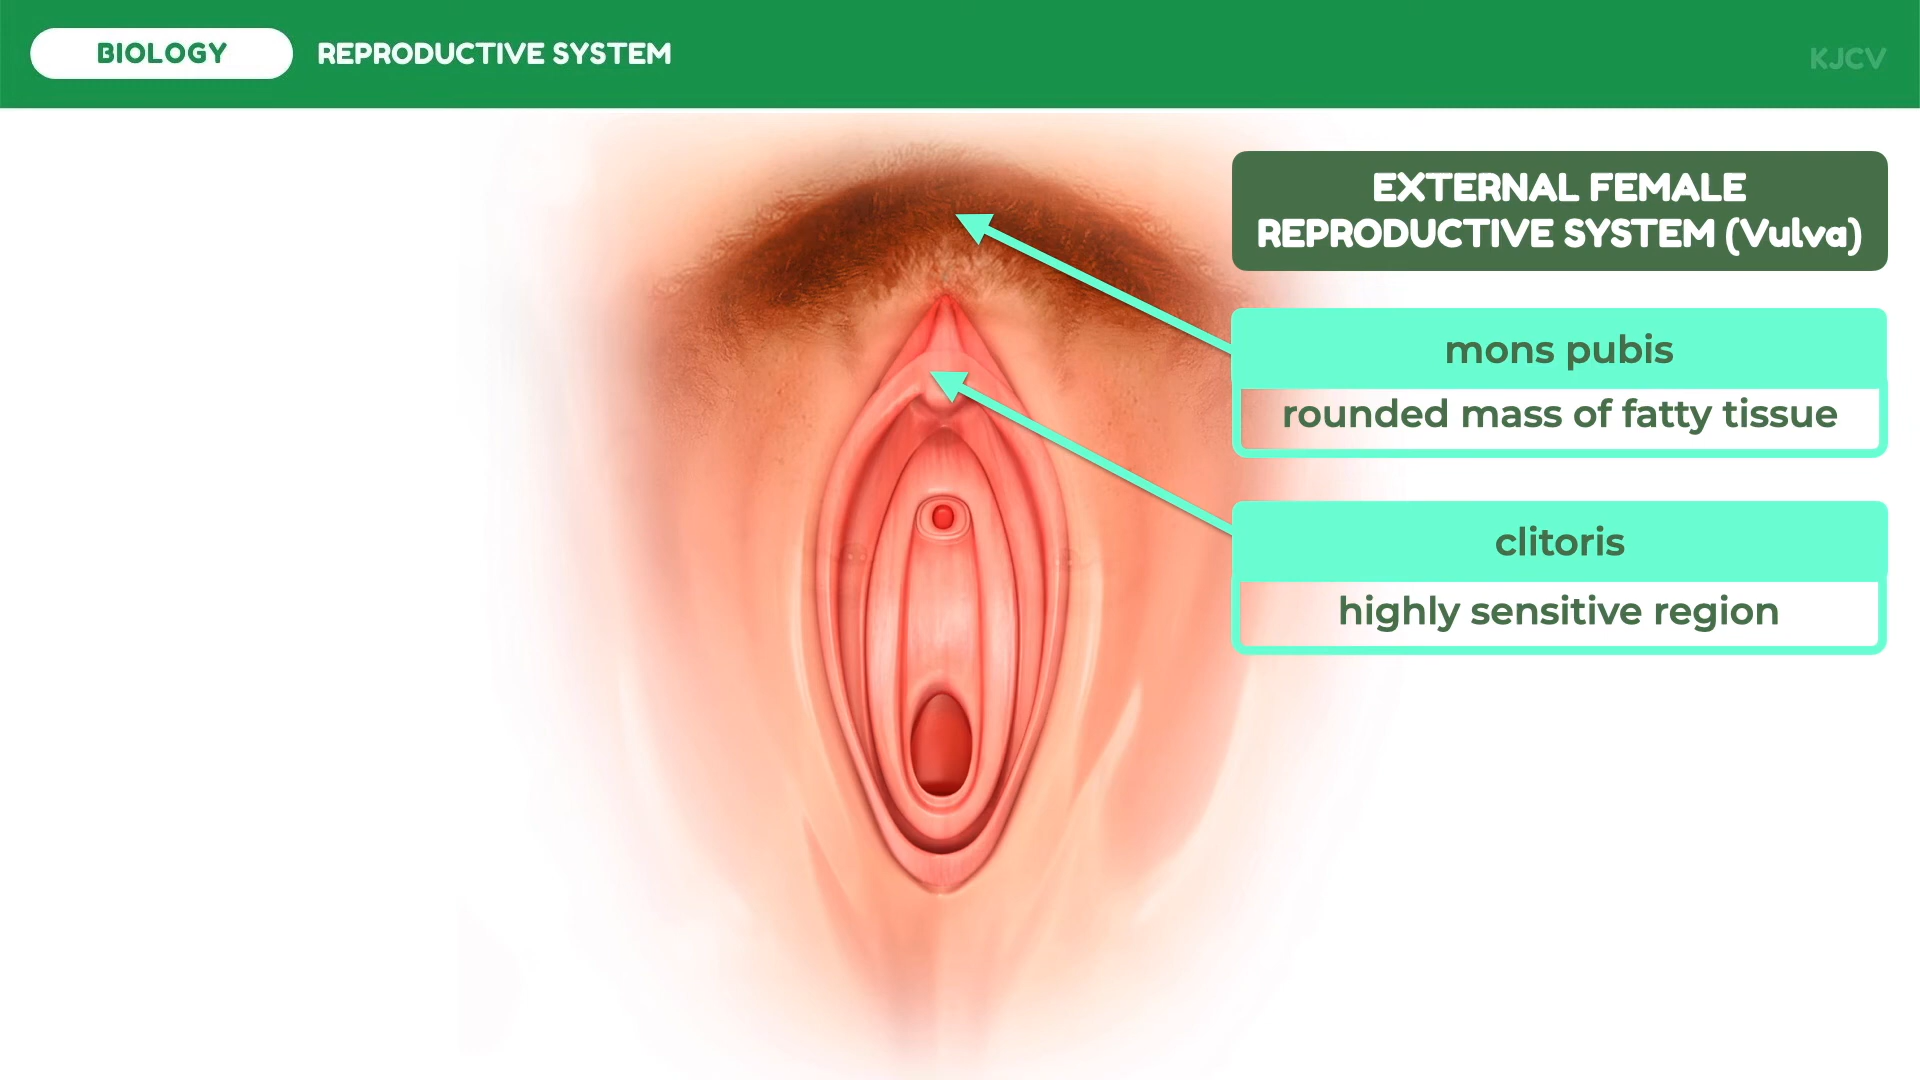 BIOLOGY
REPRODUCTIVE SYSTEM
KJCV
EXTERNAL FEMALE
REPRODUCTIVE SYSTEM (Vulva)
mons pubis
rounded mass of fatty tissue
clitoris
highly sensitive region